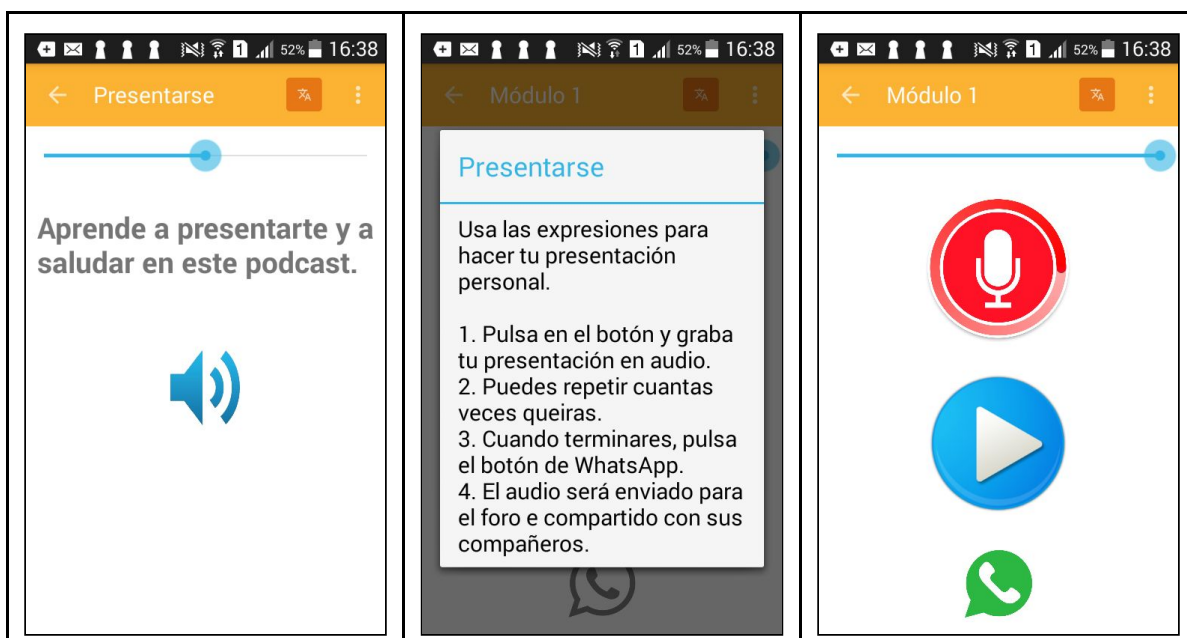 1 52% 16:38
Presentarse
Aprende a presentarte y a
saludar en este podcast.
1 52% 16:38
Módulo 1
Presentarse
Usa las expresiones para
hacer tu presentación
personal.
1. Pulsa en el botón y graba
tu presentación en audio.
2. Puedes repetir cuantas
veces queiras.
3. Cuando terminares, pulsa
el botón de WhatsApp.
4. El audio será enviado para
el foro e compartido con sus
compañeros.
1 52% 16:38
Módulo 1